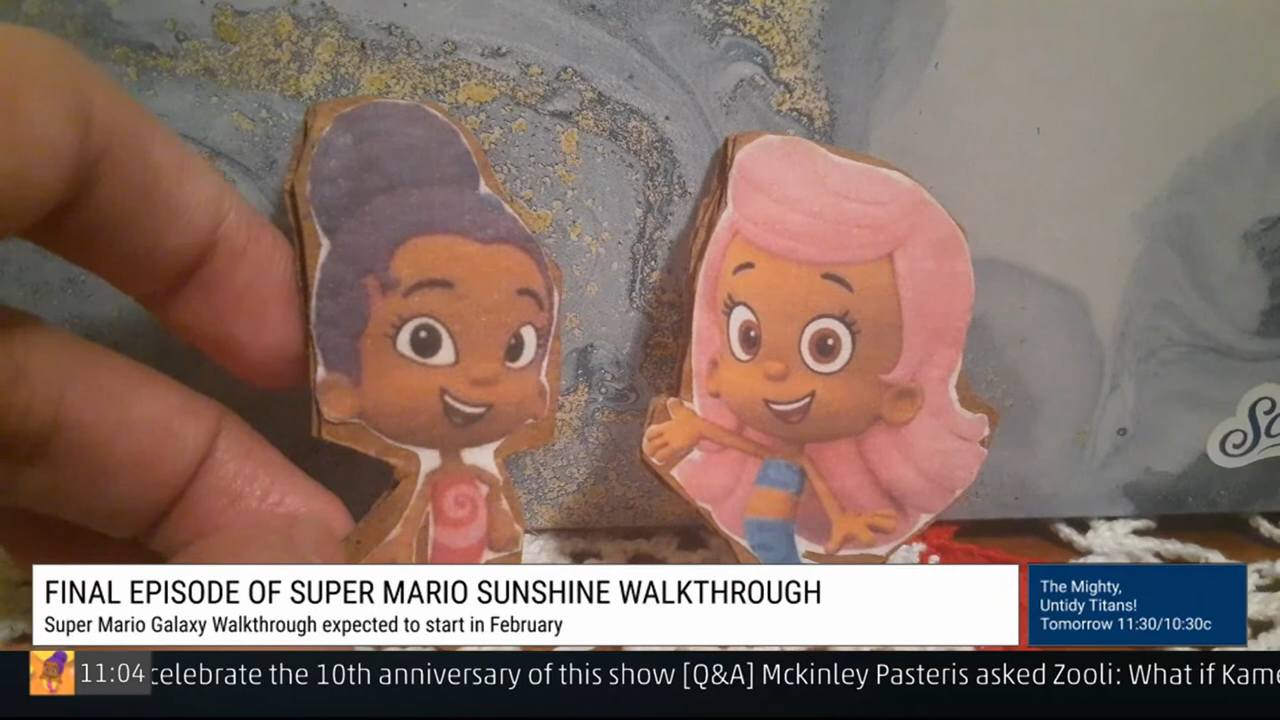 FINAL EPISODE OF SUPER MARIO SUNSHINE WALKTHROUGH
Super Mario Galaxy Walkthrough expected to start in February
The Mighty,
Untidy Titans!
Tomorrow 11:30/10:30c
11:04 celebrate the 10th anniversary of this show [Q&A] Mckinley Pasteris asked Zooli: What if Kame